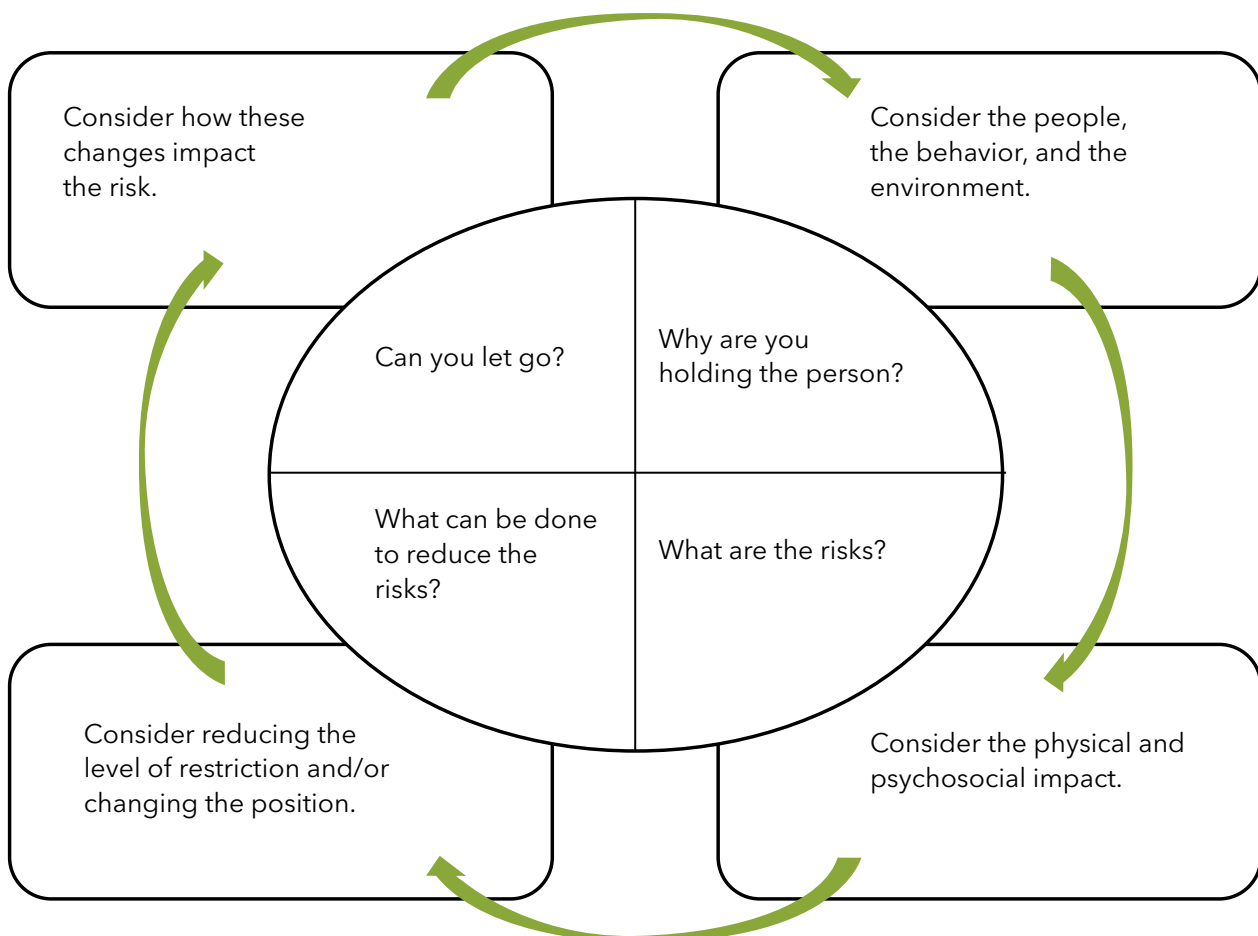 Consider how these
changes impact
the risk.
Consider the people,
the behavior, and the
environment.
Can you let go?
Why are you
holding the person?
What can be done
to reduce the
risks?
What are the risks?
Consider reducing the
level of restriction and/or
changing the position.
Consider the physical and
psychosocial impact.